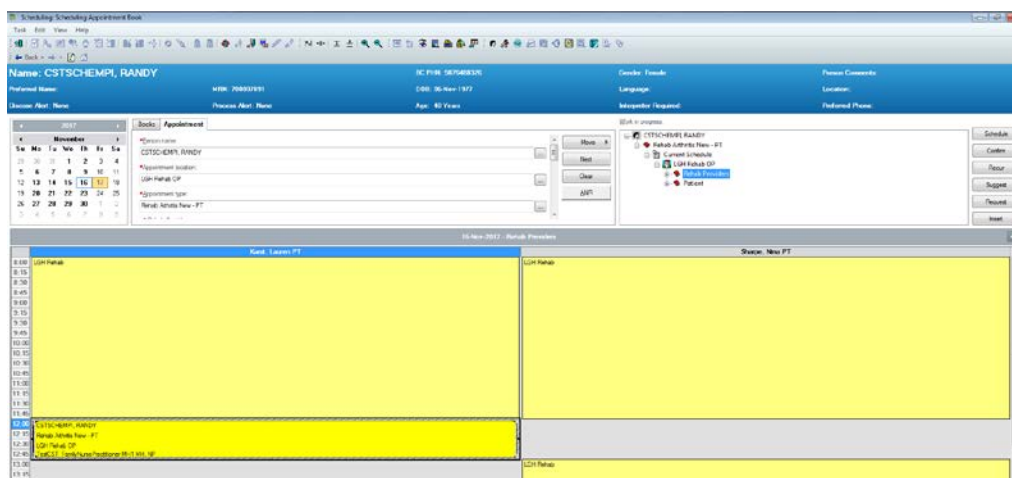 Scheduling: Scheduling Appointment Book
Task Edit View Help
Back
Name: CSTSCHEMPI, RANDY
BC PHN: 9876488326
Gender: Female
Person Comments:
Preferred Name:
DOB: 06-Nov-1977
Language:
Location:
Disease Alert: None
Process Alert: None
Age: 40 Years
Interpreter Required:
Preferred Phone:
2017
Books Appointment
Work in progress
November
*Person name
Su Mo Tu We Th Fr Sa
CSTSCHEMPI, RANDY
29 30 31 1 2 3 4
5 6 7 8 9 10 11
*Appointment location:
12 13 14 15 16 17 18
LGH Rehab OP
19 20 21 22 23 24 25
*Appointment type:
26 27 28 29 30 1 2
Rehab Arthritis New - PT
3 4 5 6 7 8 9
Move
Next
Clear
CSTSCHEMPI, RANDY
Rehab Arthritis New - PT
Current Schedule
LGH Rehab OP
Rehab Providers
Patient
Schedule
Confirm
Recur
Suggest
Request
Insert
Rehab Providers
Kard, Lauren PT
Sharpe, Nina PT
8:00 LGH Rehab
LGH Rehab
8:15
8:30
8:45
9:00
9:15
9:30
9:45
10:00
10:15
10:30
10:45
11:00
11:15
11:30
11:45
12:00 CSTSCHEMPI, RANDY
12:15 Rehab Arthritis New - PT
12:30 LGH Rehab OP
12:45
13:00
LGH Rehab
13:15